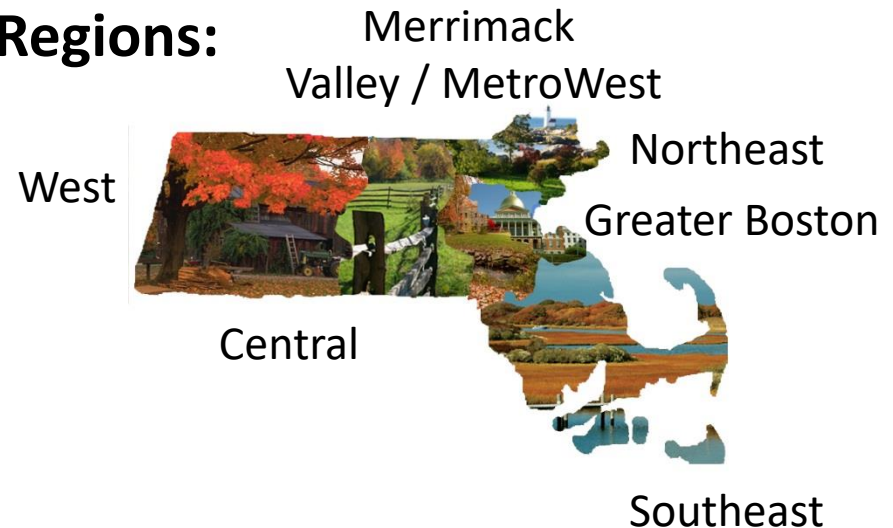 Regions:
Merrimack
Valley / MetroWest
Northeast
West
Greater Boston
Central
Southeast